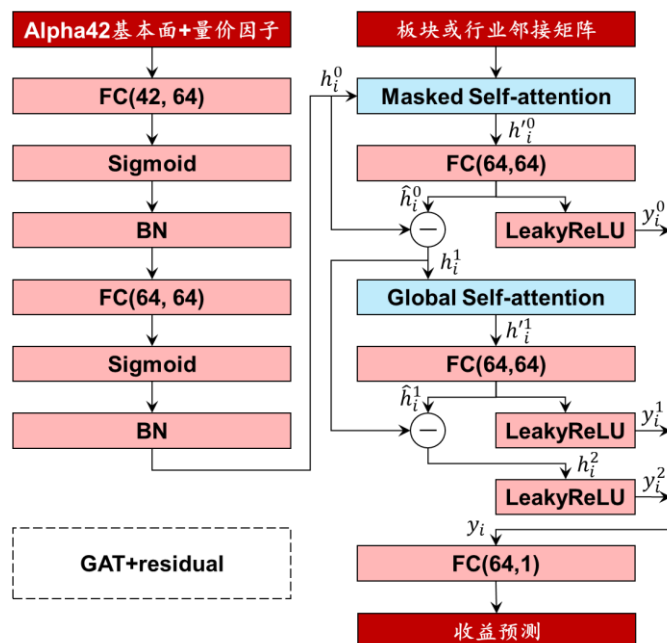 Alpha42基本面+量价因子
FC(42, 64)
Sigmoid
BN
FC(64, 64)
Sigmoid
BN
GAT+residual
板块或行业邻接矩阵
h_i^0
Masked Self-attention
h'_i^0
FC(64,64)
ĥ_i^0
−
LeakyReLU
y_i^0
h_i^1
Global Self-attention
h'_i^1
FC(64,64)
ĥ_i^1
−
LeakyReLU
y_i^1
h_i^2
LeakyReLU
y_i^2
y_i
FC(64,1)
收益预测